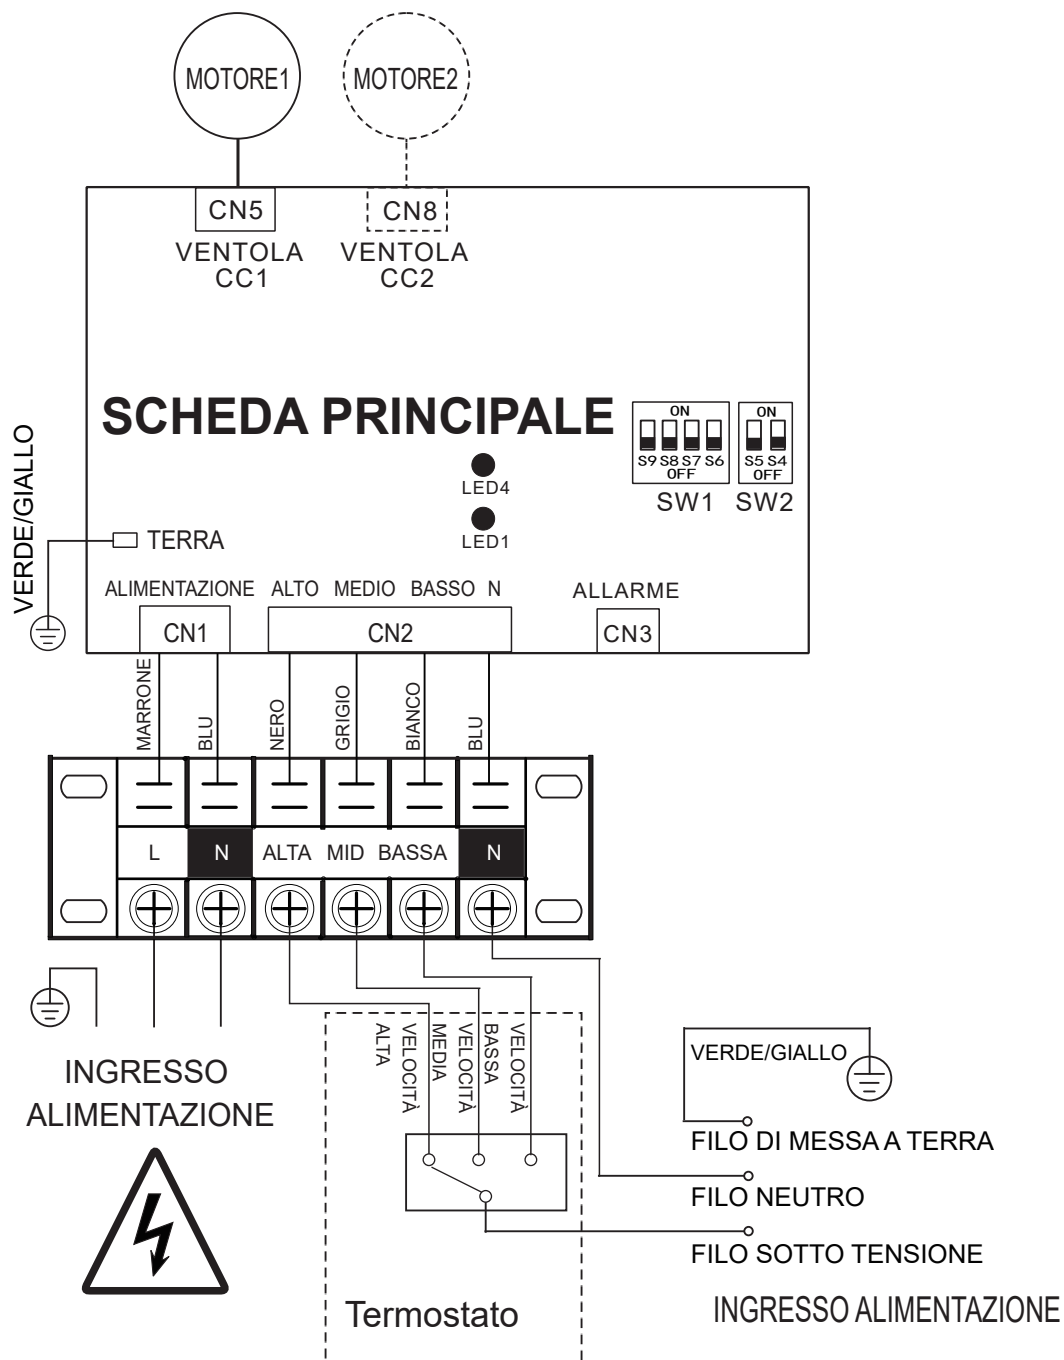 MOTORE1
MOTORE2
CN5
CN8
VENTOLA
CC1
VENTOLA
CC2
SCHEDA PRINCIPALE
ON
S9 S8 S7 S6
OFF
SW1
ON
S5 S4
OFF
SW2
LED4
LED1
VERDE/GIALLO
TERRA
ALIMENTAZIONE
ALTO MEDIO BASSO N
ALLARME
CN1
CN2
CN3
MARRONE
BLU
NERO
GRIGIO
BIANCO
BLU
L N ALTA MID BASSA N
INGRESSO
ALIMENTAZIONE
VELOCITÀ
ALTA
VELOCITÀ
MEDIA
VELOCITÀ
BASSA
Termostato
VERDE/GIALLO
FILO DI MESSA A TERRA
FILO NEUTRO
FILO SOTTO TENSIONE
INGRESSO ALIMENTAZIONE